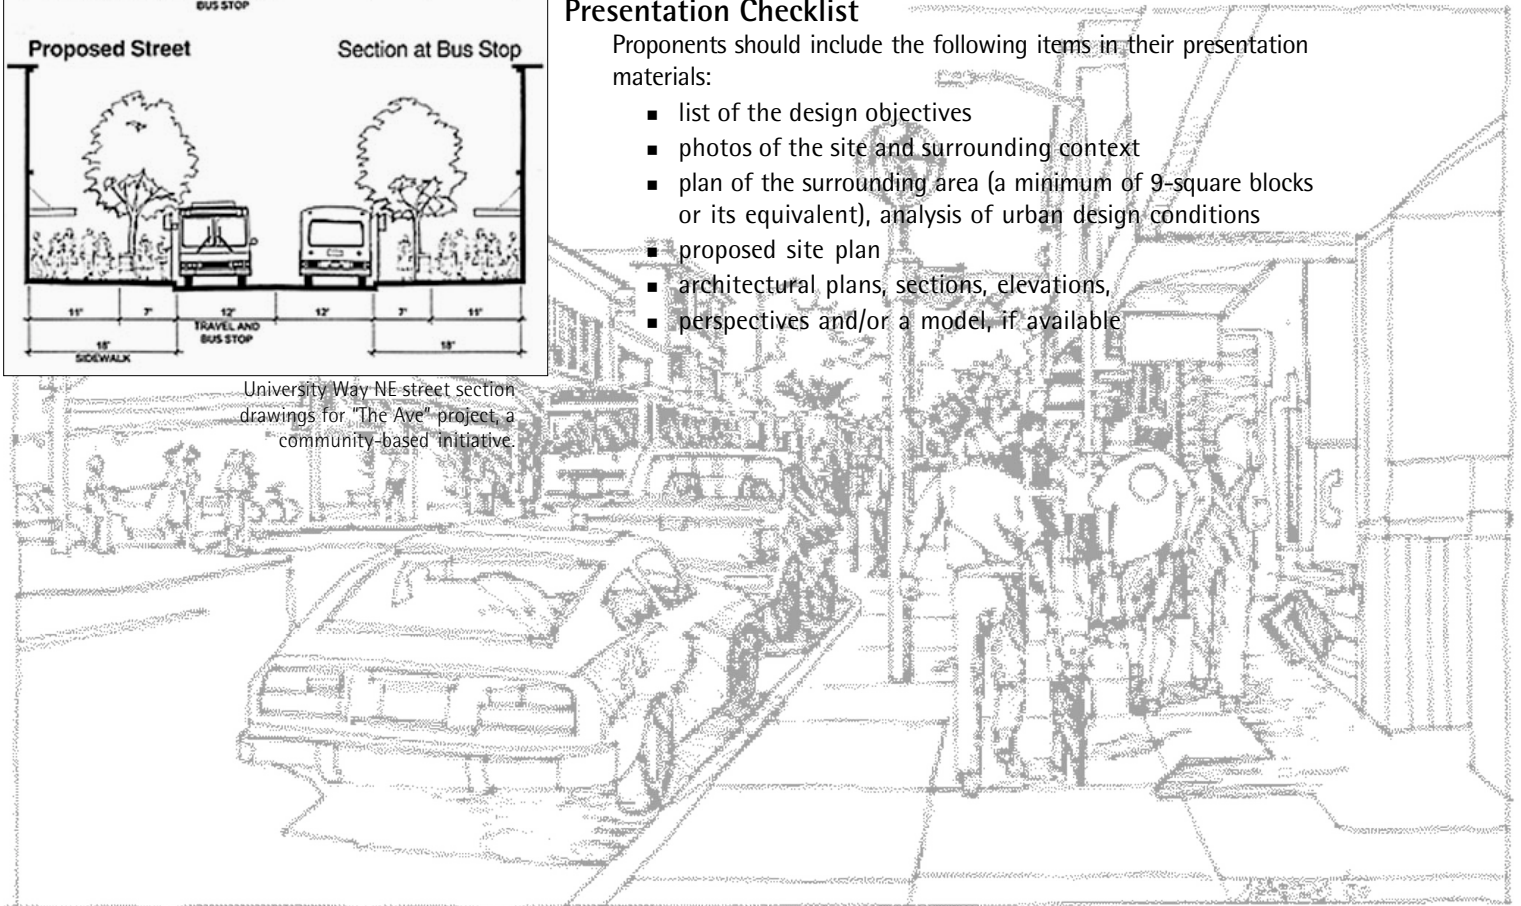 BUS STOP
Proposed Street Section at Bus Stop
11" 7" 12' 12' 7" 11"
TRAVEL AND
BUS STOP
18" 18"
SIDEWALK
University Way NE street section
drawings for "The Ave" project, a
community-based initiative.
Presentation Checklist
Proponents should include the following items in their presentation
materials:
■ list of the design objectives
■ photos of the site and surrounding context
■ plan of the surrounding area (a minimum of 9-square blocks
or its equivalent), analysis of urban design conditions
■ proposed site plan
■ architectural plans, sections, elevations,
■ perspectives and/or a model, if available